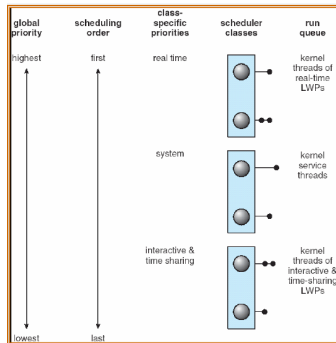 global priority
scheduling order
class-specific priorities
scheduler classes
run queue
highest
first
real time
kernel threads of real-time LWPs
system
kernel service threads
interactive & time sharing
kernel threads of interactive & time-sharing LWPs
lowest
last